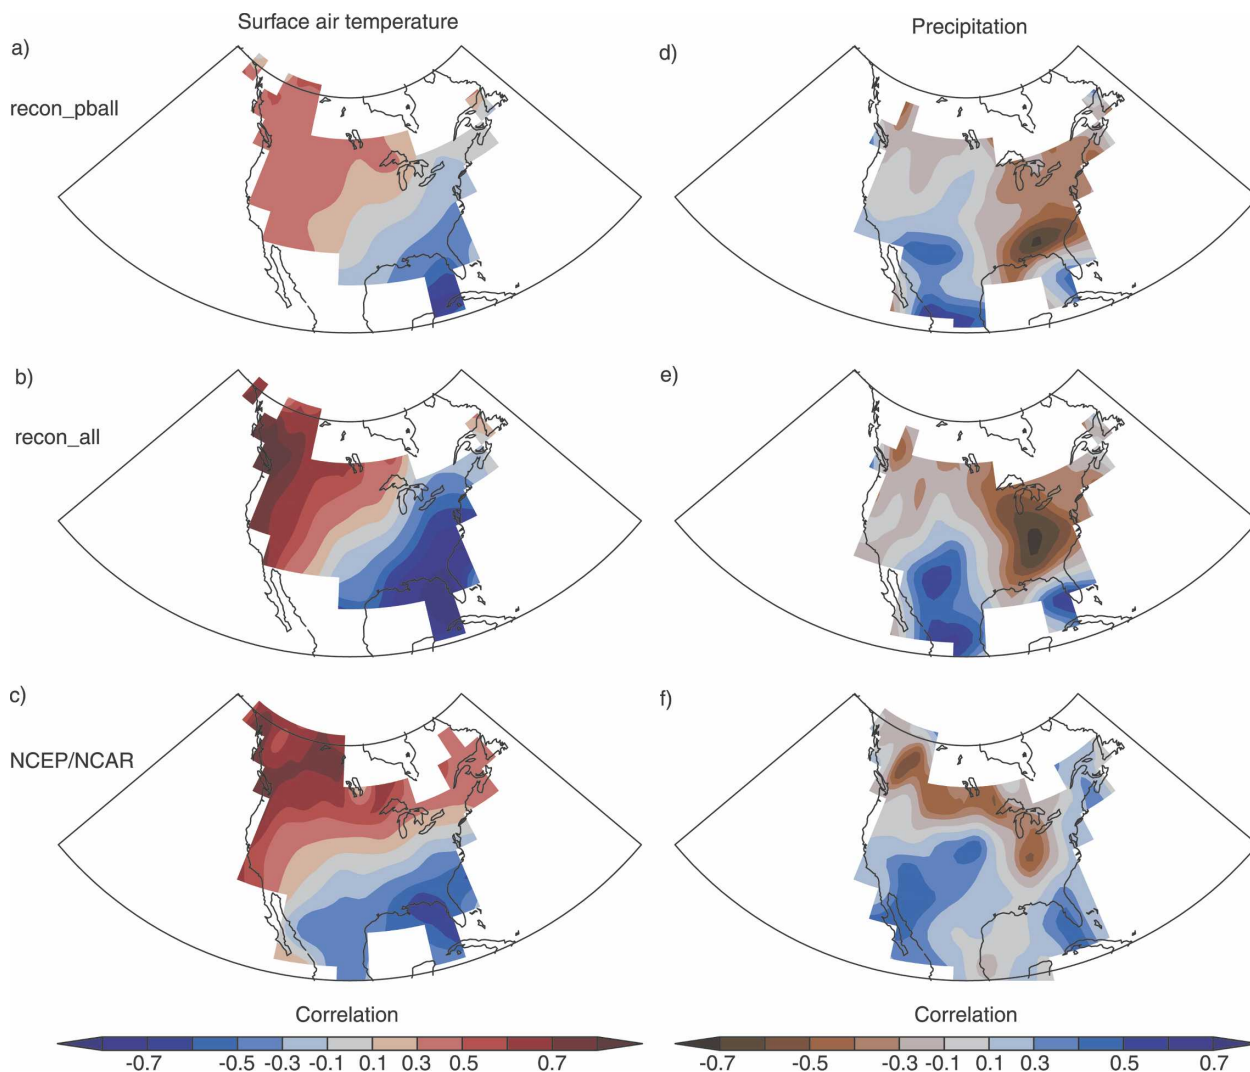 Surface air temperature
Precipitation
a)
d)
recon_pball
b)
e)
recon_all
c)
f)
NCEP/NCAR
Correlation
Correlation
-0.7 -0.5 -0.3 -0.1 0.1 0.3 0.5 0.7
-0.7 -0.5 -0.3 -0.1 0.1 0.3 0.5 0.7